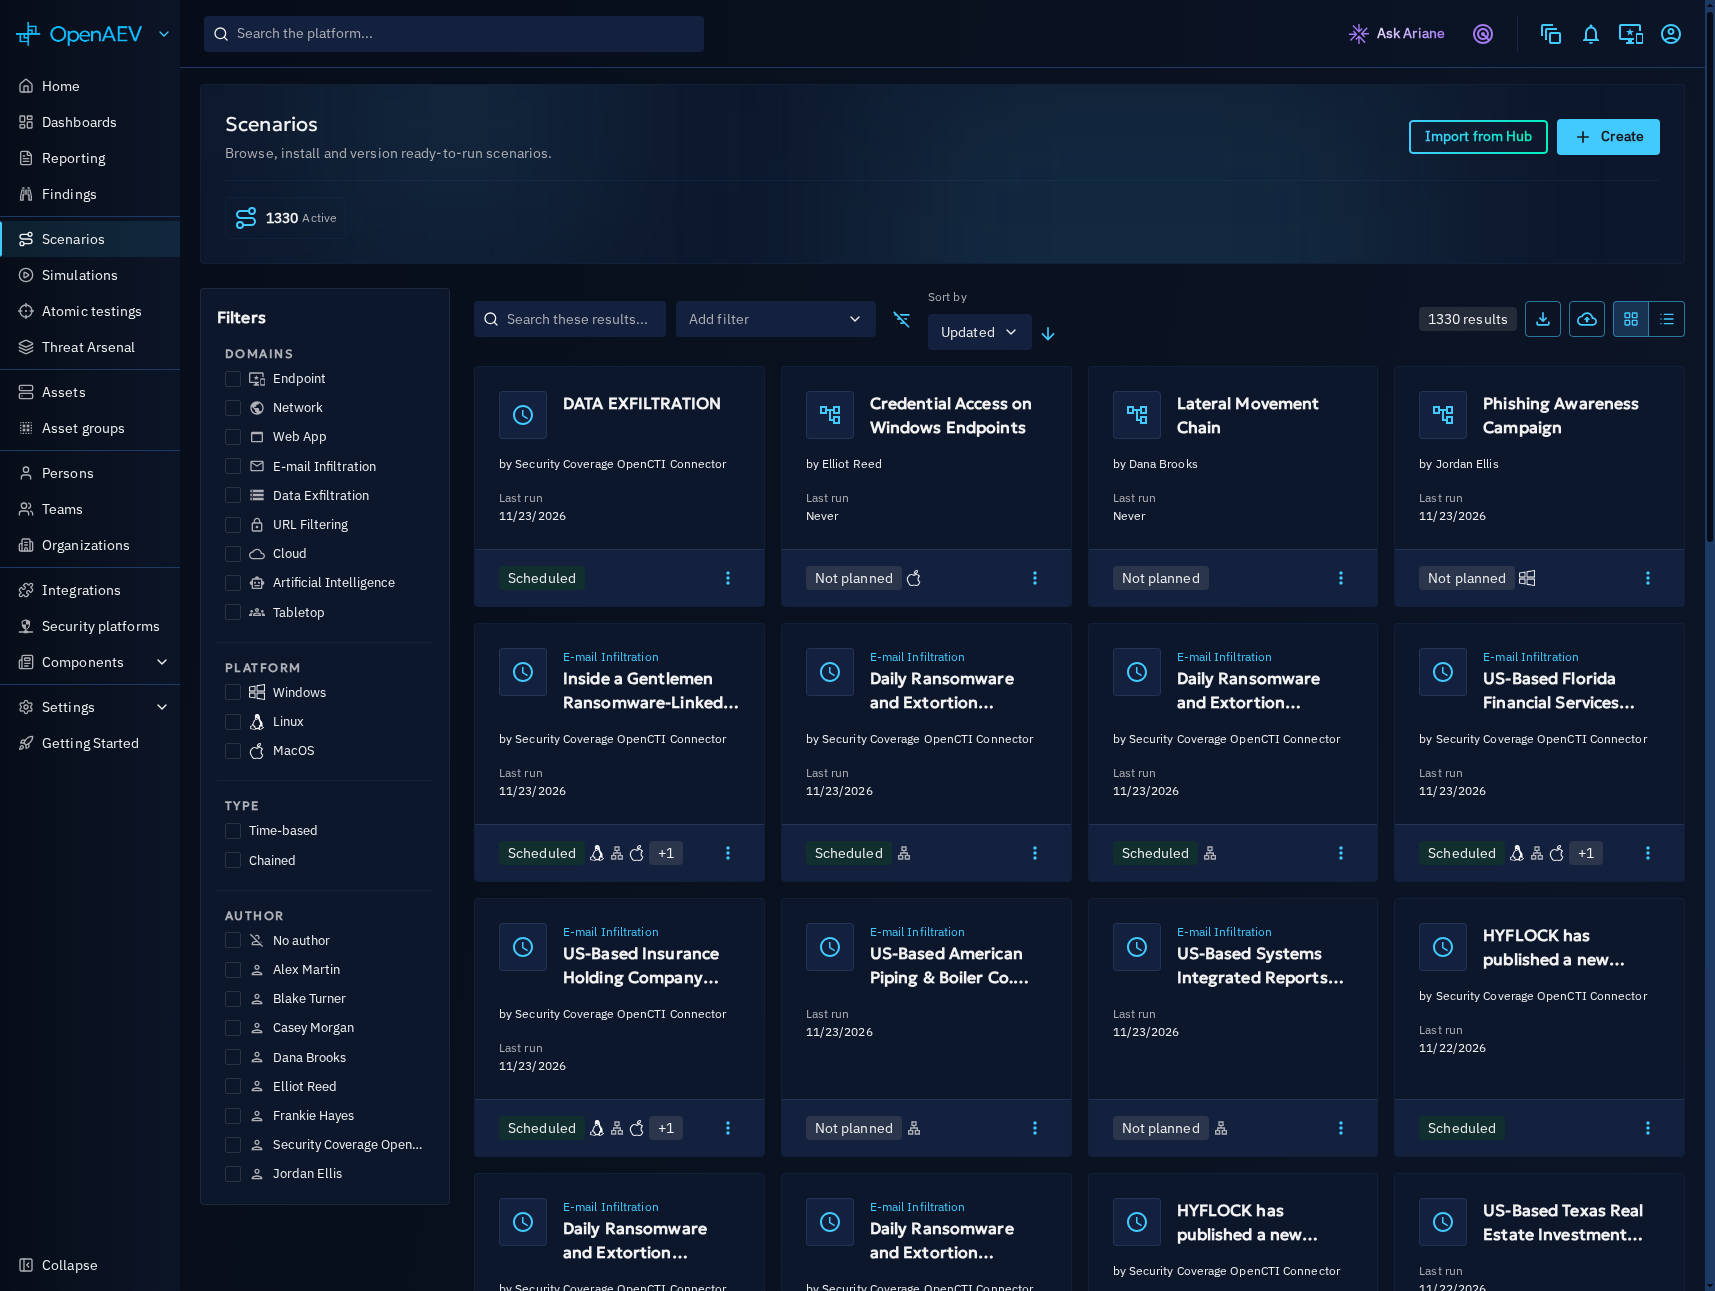 OpenAEV
Search the platform...
Ask Ariane
Home
Dashboards
Reporting
Findings
Scenarios
Simulations
Atomic testings
Threat Arsenal
Assets
Asset groups
Persons
Teams
Organizations
Integrations
Security platforms
Components
Settings
Getting Started
Collapse
Scenarios
Browse, install and version ready-to-run scenarios.
Import from Hub
Create
1330 Active
Filters
DOMAINS
Endpoint
Network
Web App
E-mail Infiltration
Data Exfiltration
URL Filtering
Cloud
Artificial Intelligence
Tabletop
PLATFORM
Windows
Linux
MacOS
TYPE
Time-based
Chained
AUTHOR
No author
Alex Martin
Blake Turner
Casey Morgan
Dana Brooks
Elliot Reed
Frankie Hayes
Security Coverage Open...
Jordan Ellis
Search these results...
Add filter
Sort by
Updated
1330 results
DATA EXFILTRATION
by Security Coverage OpenCTI Connector
Last run
11/23/2026
Scheduled
Credential Access on
Windows Endpoints
by Elliot Reed
Last run
Never
Not planned
Lateral Movement
Chain
by Dana Brooks
Last run
Never
Not planned
Phishing Awareness
Campaign
by Jordan Ellis
Last run
11/23/2026
Not planned
E-mail Infiltration
Inside a Gentlemen
Ransomware-Linked...
by Security Coverage OpenCTI Connector
Last run
11/23/2026
Scheduled
+1
E-mail Infiltration
Daily Ransomware
and Extortion...
by Security Coverage OpenCTI Connector
Last run
11/23/2026
Scheduled
E-mail Infiltration
Daily Ransomware
and Extortion...
by Security Coverage OpenCTI Connector
Last run
11/23/2026
Scheduled
E-mail Infiltration
US-Based Florida
Financial Services...
by Security Coverage OpenCTI Connector
Last run
11/23/2026
Scheduled
+1
E-mail Infiltration
US-Based Insurance
Holding Company...
by Security Coverage OpenCTI Connector
Last run
11/23/2026
Scheduled
+1
E-mail Infiltration
US-Based American
Piping & Boiler Co....
Last run
11/23/2026
Not planned
E-mail Infiltration
US-Based Systems
Integrated Reports...
Last run
11/23/2026
Not planned
HYFLOCK has
published a new...
by Security Coverage OpenCTI Connector
Last run
11/22/2026
Scheduled
E-mail Infiltration
Daily Ransomware
and Extortion...
by Security Coverage OpenCTI Connector
E-mail Infiltration
Daily Ransomware
and Extortion...
by Security Coverage OpenCTI Connector
HYFLOCK has
published a new...
by Security Coverage OpenCTI Connector
US-Based Texas Real
Estate Investment...
Last run
11/22/2026